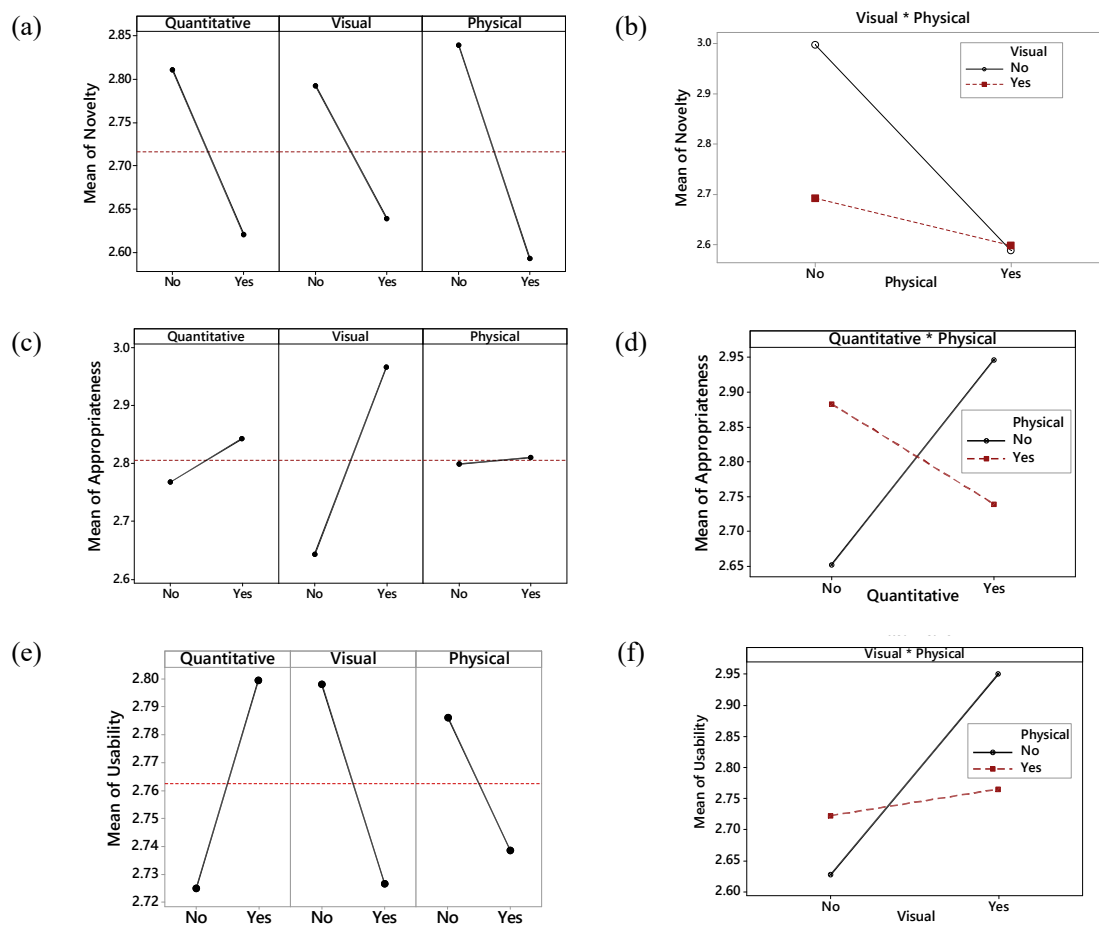 (a)
Quantitative Visual Physical
Mean of Novelty
2.85
2.80
2.75
2.70
2.65
2.60
No Yes No Yes No Yes
(b)
Visual * Physical
Mean of Novelty
3.0
2.9
2.8
2.7
2.6
Visual
No
Yes
No Yes
Physical
(c)
Quantitative Visual Physical
Mean of Appropriateness
3.0
2.9
2.8
2.7
2.6
No Yes No Yes No Yes
(d)
Quantitative * Physical
Mean of Appropriateness
2.95
2.90
2.85
2.80
2.75
2.70
2.65
Physical
No
Yes
No Yes
Quantitative
(e)
Quantitative Visual Physical
Mean of Usability
2.80
2.79
2.78
2.77
2.76
2.75
2.74
2.73
2.72
No Yes No Yes No Yes
(f)
Visual * Physical
Mean of Usability
2.95
2.90
2.85
2.80
2.75
2.70
2.65
2.60
Physical
No
Yes
No Yes
Visual